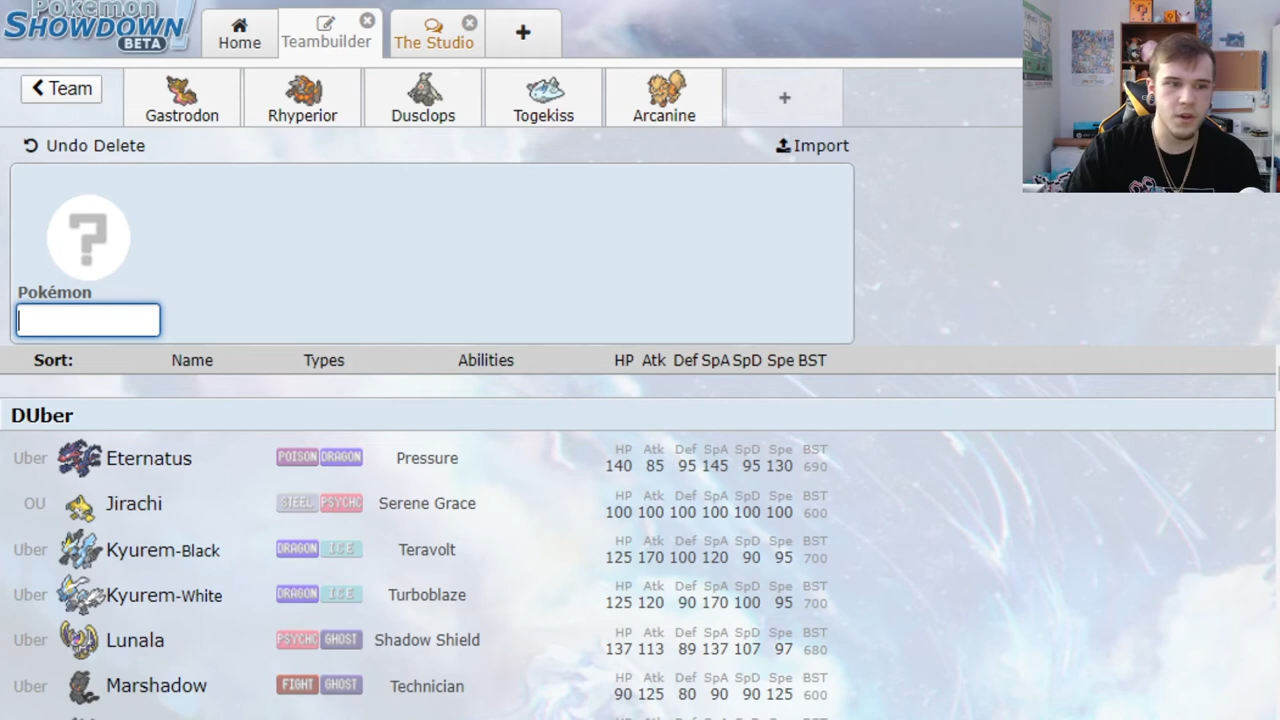 Pokémon
SHOWDOWN!
BETA
Home
Teambuilder
The Studio
+
Team
Gastrodon
Rhyperior
Dusclops
Togekiss
Arcanine
+
Undo Delete
Import
?
Pokémon
Sort: Name Types Abilities HP Atk Def SpA SpD Spe BST
DUber
Uber Eternatus POISON DRAGON Pressure HP 140 Atk 85 Def 95 SpA 145 SpD 95 Spe 130 BST 690
OU Jirachi STEEL PSYCHC Serene Grace HP 100 Atk 100 Def 100 SpA 100 SpD 100 Spe 100 BST 600
Uber Kyurem-Black DRAGON ICE Teravolt HP 125 Atk 170 Def 100 SpA 120 SpD 90 Spe 95 BST 700
Uber Kyurem-White DRAGON ICE Turboblaze HP 125 Atk 120 Def 90 SpA 170 SpD 100 Spe 95 BST 700
Uber Lunala PSYCHC GHOST Shadow Shield HP 137 Atk 113 Def 89 SpA 137 SpD 107 Spe 97 BST 680
Uber Marshadow FIGHT GHOST Technician HP 90 Atk 125 Def 80 SpA 90 SpD 90 Spe 125 BST 600